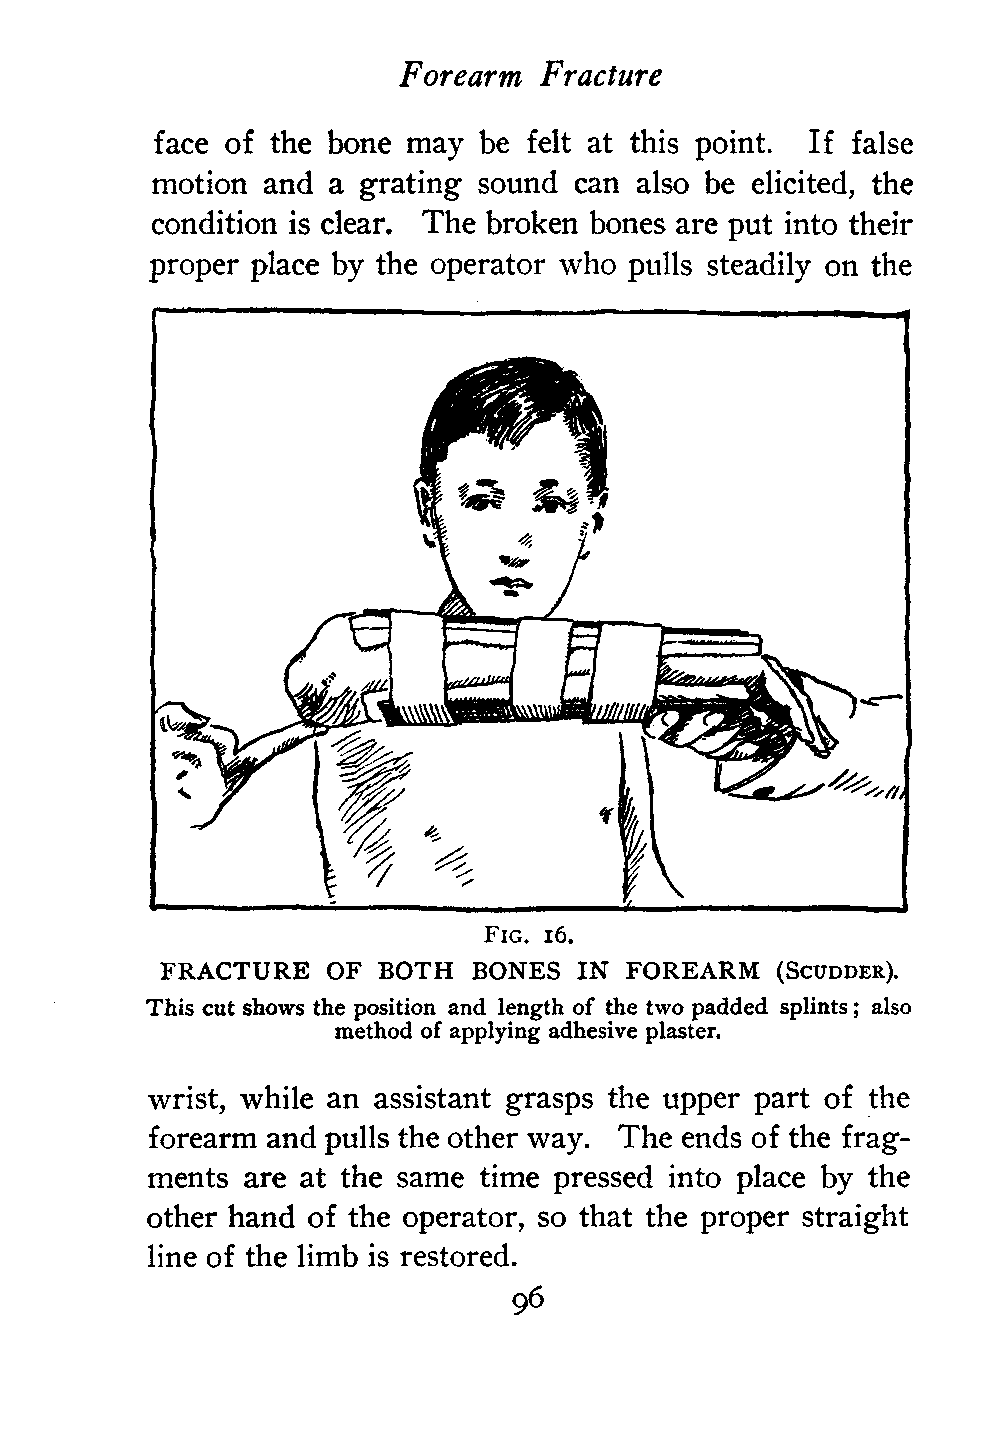 Forearm Fracture
face of the bone may be felt at this point. If false
motion and a grating sound can also be elicited, the
condition is clear. The broken bones are put into their
proper place by the operator who pulls steadily on the
FIG. 16.
FRACTURE OF BOTH BONES IN FOREARM (SCUDDER).
This cut shows the position and length of the two padded splints; also
method of applying adhesive plaster.
wrist, while an assistant grasps the upper part of the
forearm and pulls the other way. The ends of the frag-
ments are at the same time pressed into place by the
other hand of the operator, so that the proper straight
line of the limb is restored.
96